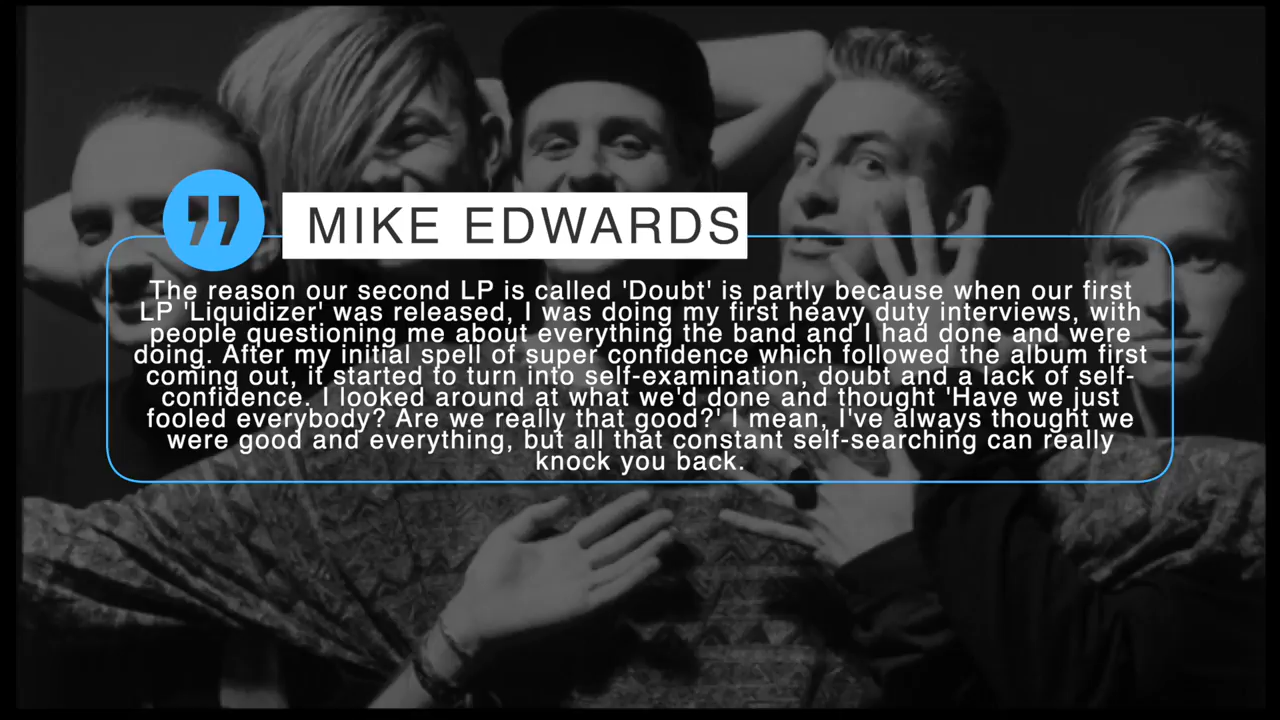 MIKE EDWARDS
The reason our second LP is called 'Doubt' is partly because when our first
LP 'Liquidizer' was released, I was doing my first heavy duty interviews, with
people questioning me about everything the band and I had done and were
doing. After my initial spell of super confidence which followed the album first
coming out, it started to turn into self-examination, doubt and a lack of self-
confidence. I looked around at what we'd done and thought 'Have we just
fooled everybody? Are we really that good?' I mean, I've always thought we
were good and everything, but all that constant self-searching can really
knock you back.